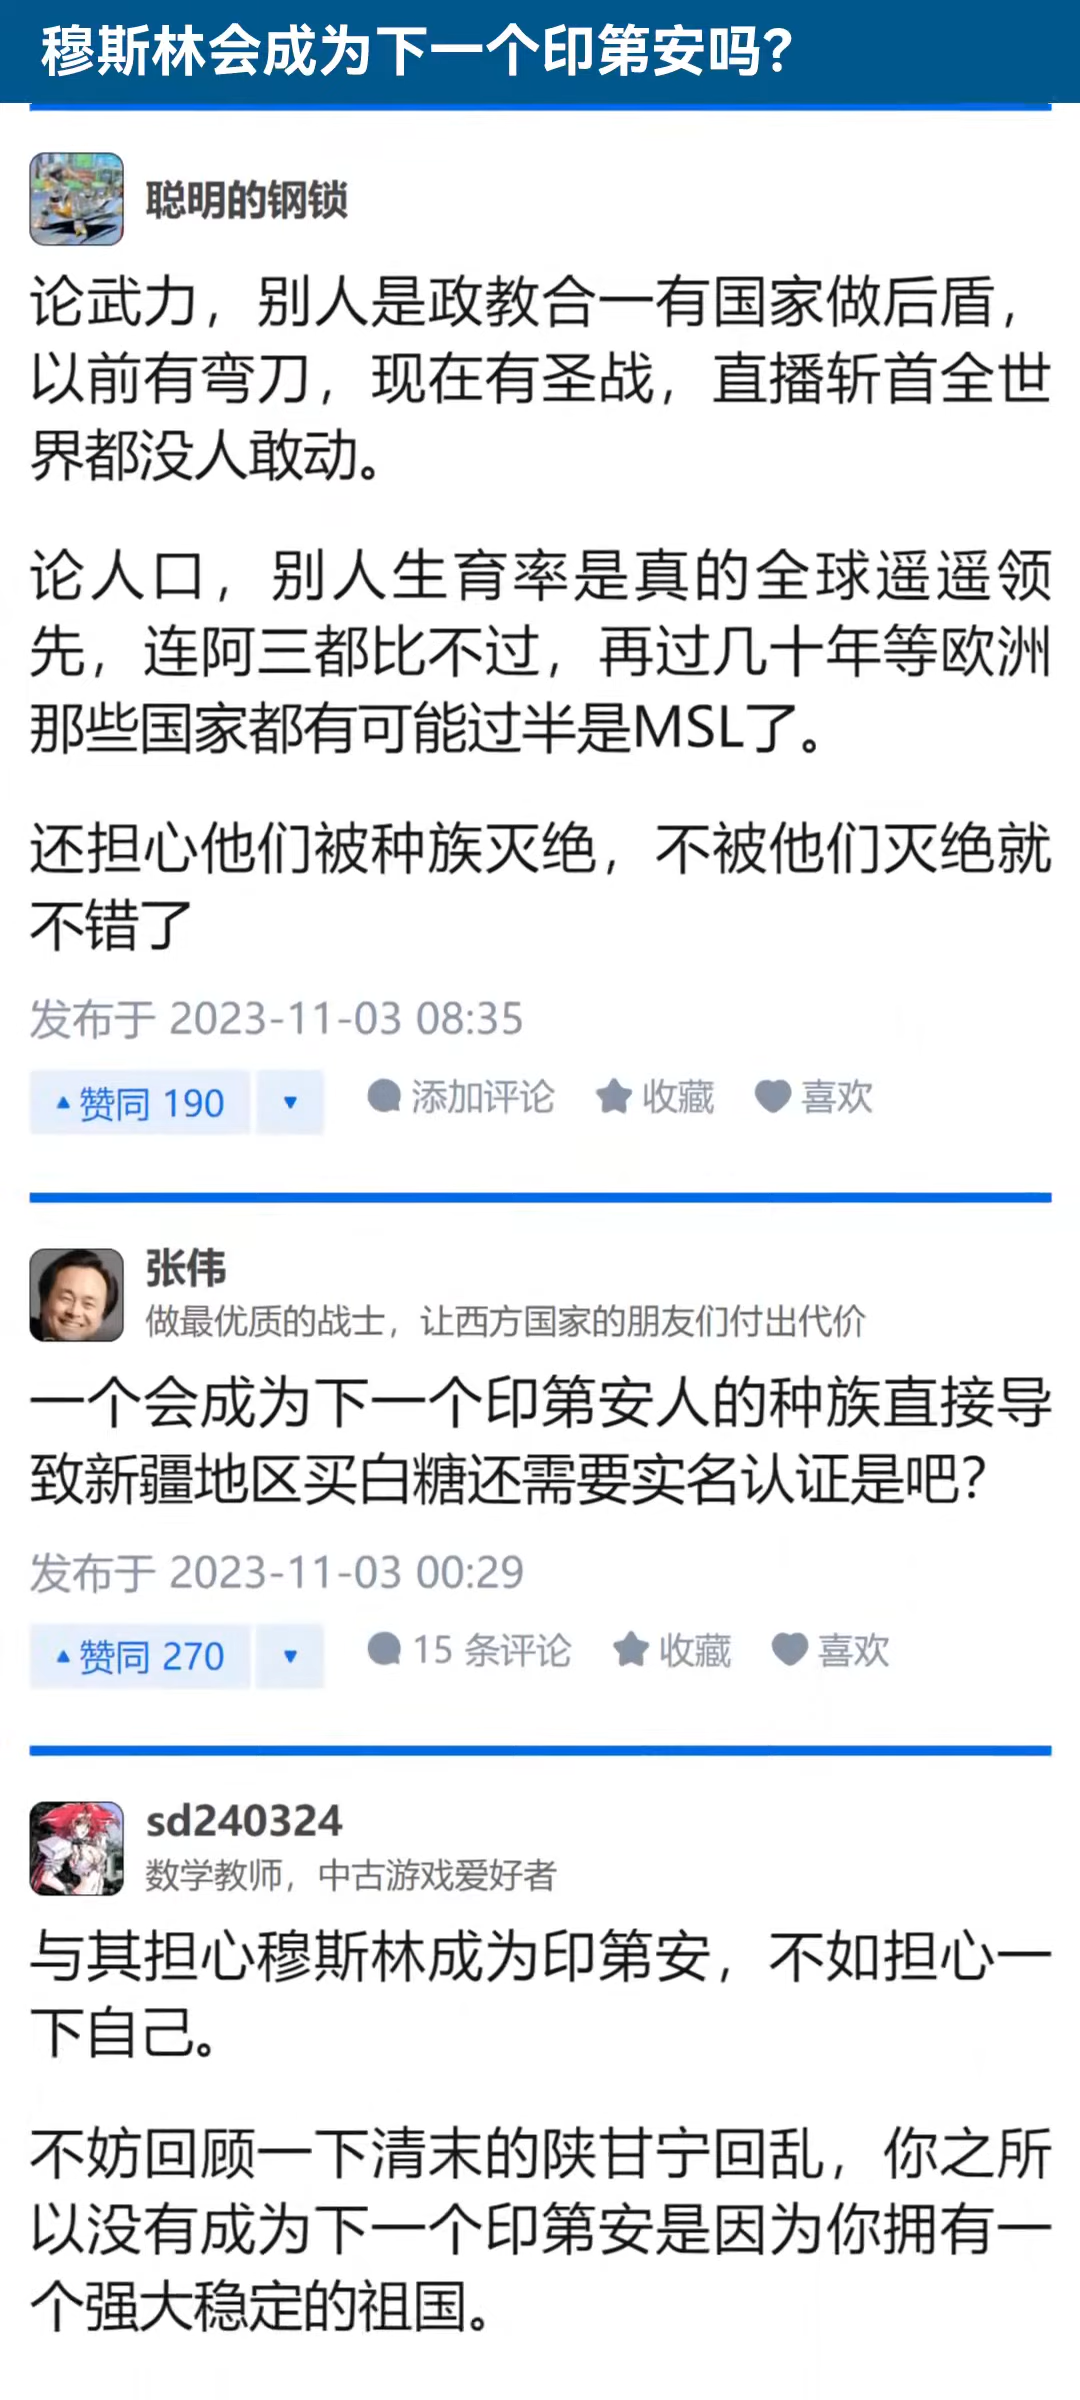 穆斯林会成为下一个印第安吗？
聪明的钢锁
论武力，别人是政教合一有国家做后盾，
以前有弯刀，现在有圣战，直播斩首全世
界都没人敢动。
论人口，别人生育率是真的全球遥遥领
先，连阿三都比不过，再过几十年等欧洲
那些国家都有可能过半是MSL了。
还担心他们被种族灭绝，不被他们灭绝就
不错了
发布于 2023-11-03 08:35
赞同 190 添加评论 收藏 喜欢
张伟
做最优质的战士，让西方国家的朋友们付出代价
一个会成为下一个印第安人的种族直接导
致新疆地区买白糖还需要实名认证是吧？
发布于 2023-11-03 00:29
赞同 270 15 条评论 收藏 喜欢
sd240324
数学教师，中古游戏爱好者
与其担心穆斯林成为印第安，不如担心一
下自己。
不妨回顾一下清末的陕甘宁回乱，你之所
以没有成为下一个印第安是因为你拥有一
个强大稳定的祖国。